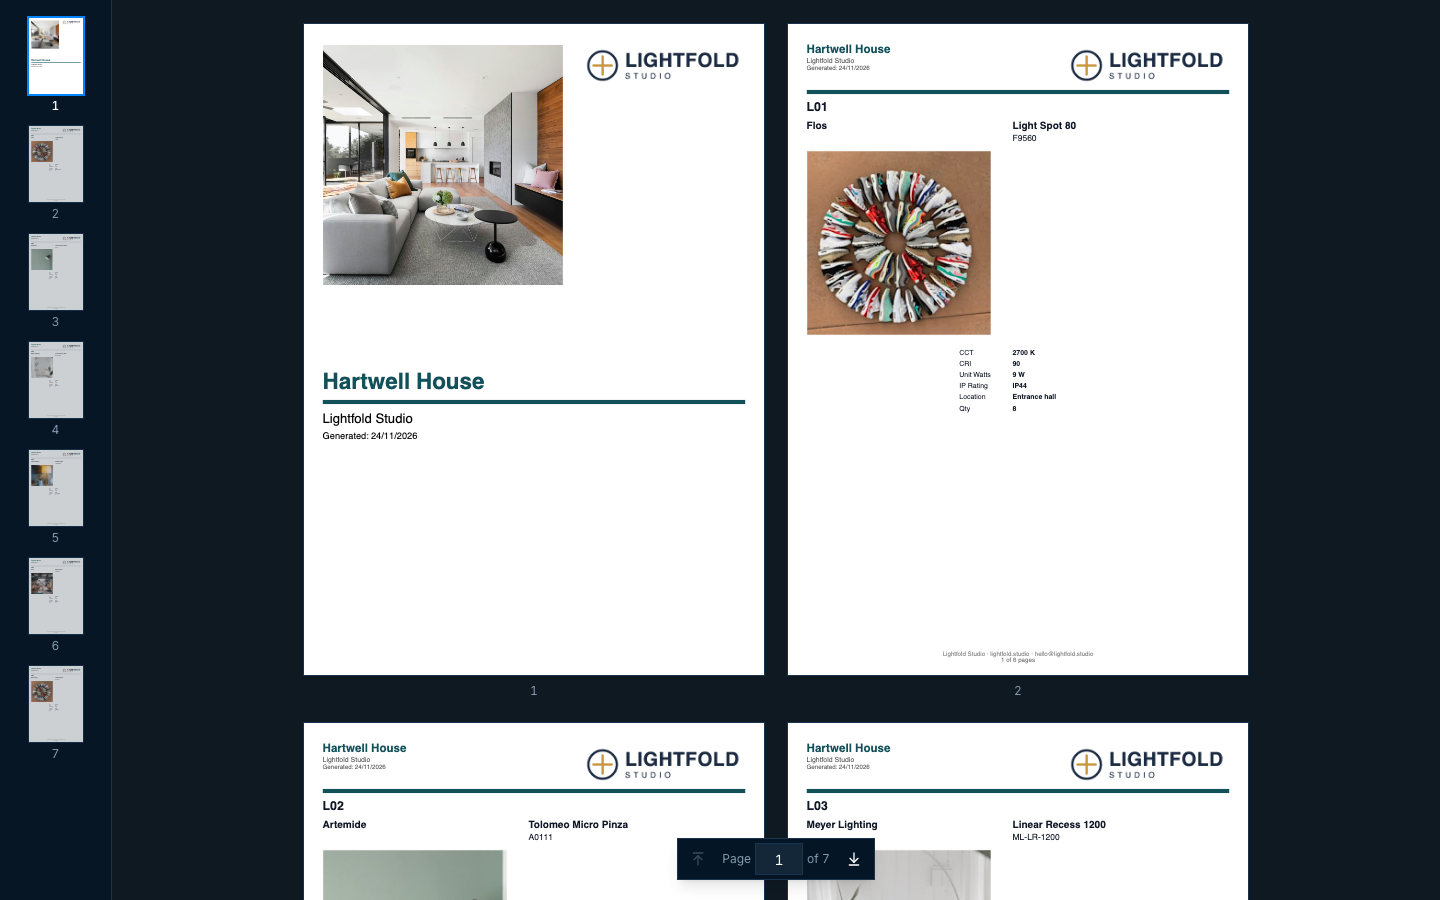 1
2
3
4
5
6
7
LIGHTFOLD
STUDIO
Hartwell House
Lightfold Studio
Generated: 24/11/2026
1
Hartwell House
Lightfold Studio
Generated: 24/11/2026
LIGHTFOLD
STUDIO
L01
Flos
Light Spot 80
F9560
CCT 2700 K
CRI 90
Unit Watts 9 W
IP Rating IP44
Location Entrance hall
Qty 8
Lightfold Studio · lightfold.studio · hello@lightfold.studio
1 of 6 pages
2
Hartwell House
Lightfold Studio
Generated: 24/11/2026
LIGHTFOLD
STUDIO
L02
Artemide
Tolomeo Micro Pinza
A0111
Hartwell House
Lightfold Studio
Generated: 24/11/2026
LIGHTFOLD
STUDIO
L03
Meyer Lighting
Linear Recess 1200
ML-LR-1200
Page 1 of 7